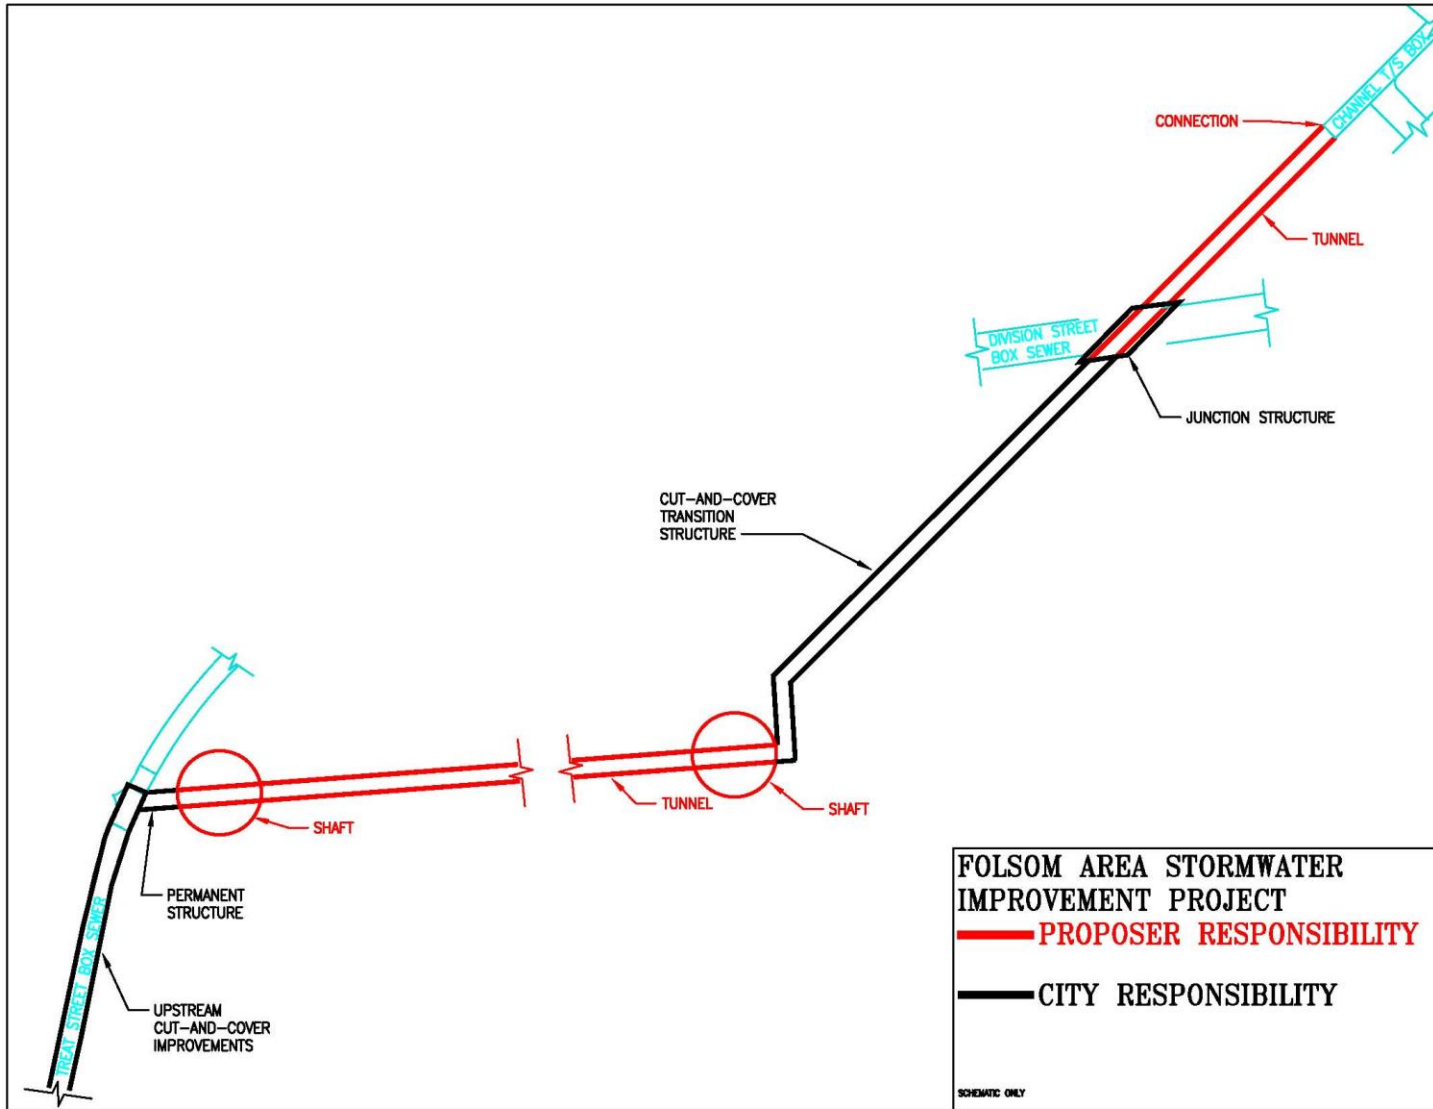 CHANNEL T/S BOX
CONNECTION
TUNNEL
DIVISION STREET
BOX SEWER
JUNCTION STRUCTURE
CUT-AND-COVER
TRANSITION
STRUCTURE
TUNNEL
SHAFT
SHAFT
PERMANENT
STRUCTURE
TREAT STREET BOX SEWER
UPSTREAM
CUT-AND-COVER
IMPROVEMENTS
FOLSOM AREA STORMWATER
IMPROVEMENT PROJECT
PROPOSER RESPONSIBILITY
CITY RESPONSIBILITY
SCHEMATIC ONLY